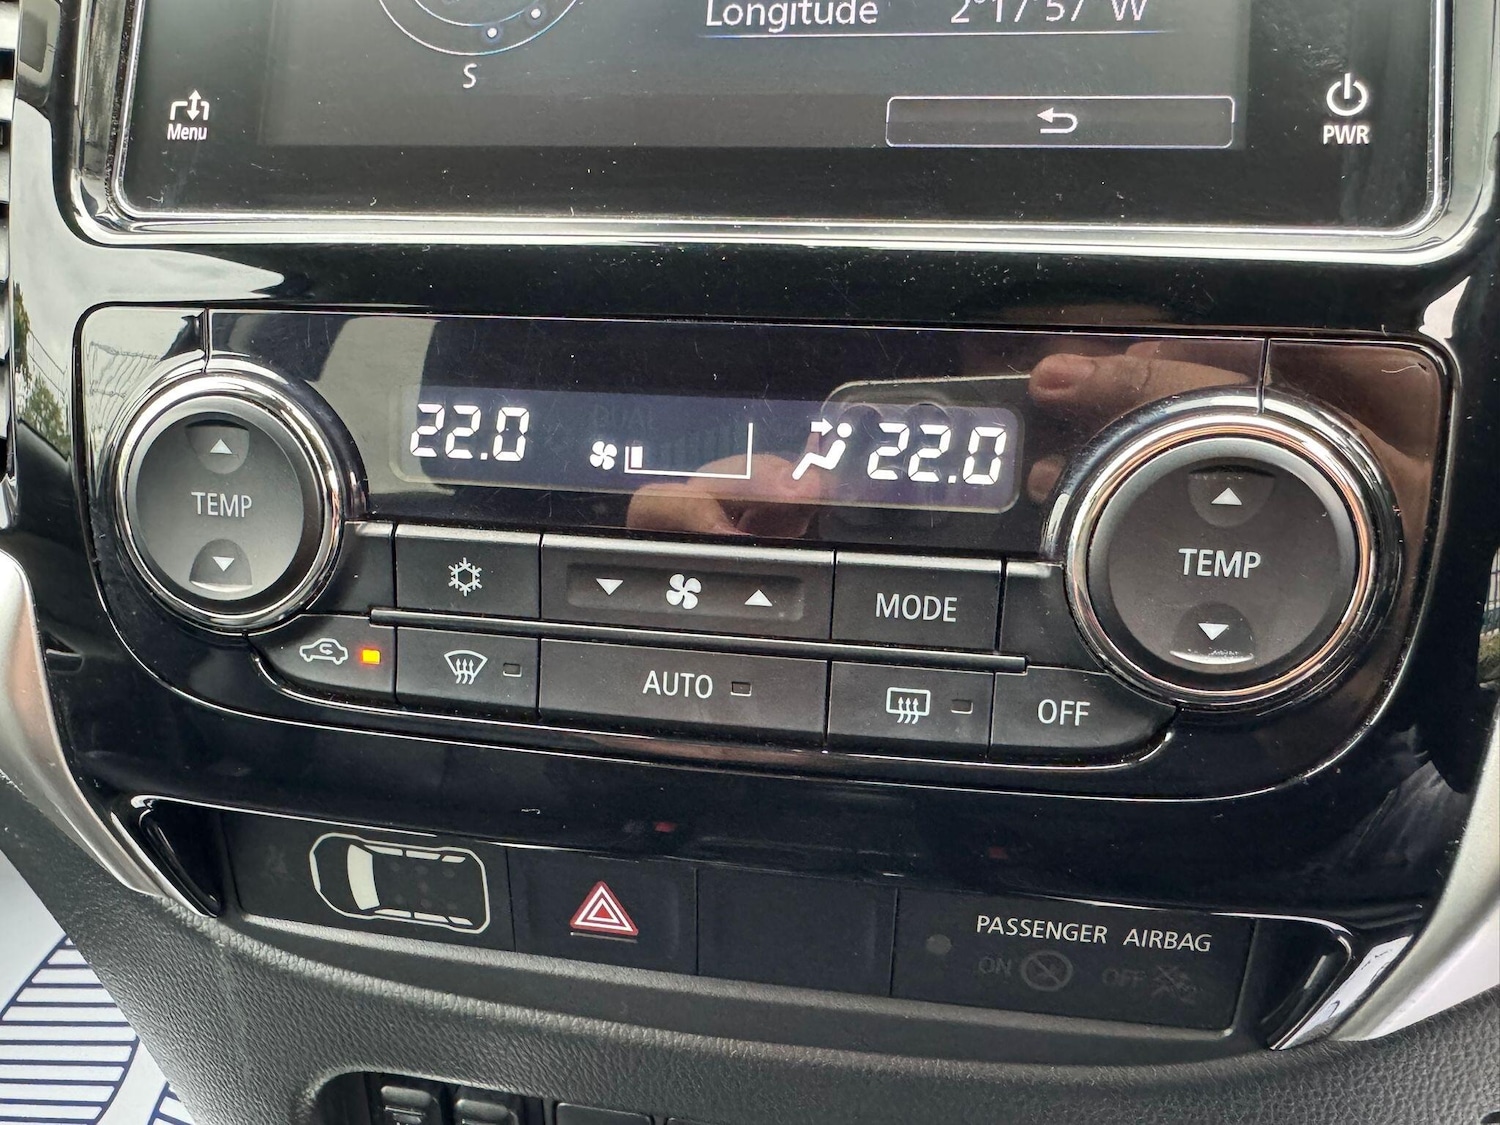 Longitude 2°17'57" W
S
Menu
PWR
22.0 22.0
TEMP
TEMP
MODE
AUTO
OFF
PASSENGER AIRBAG
ON OFF